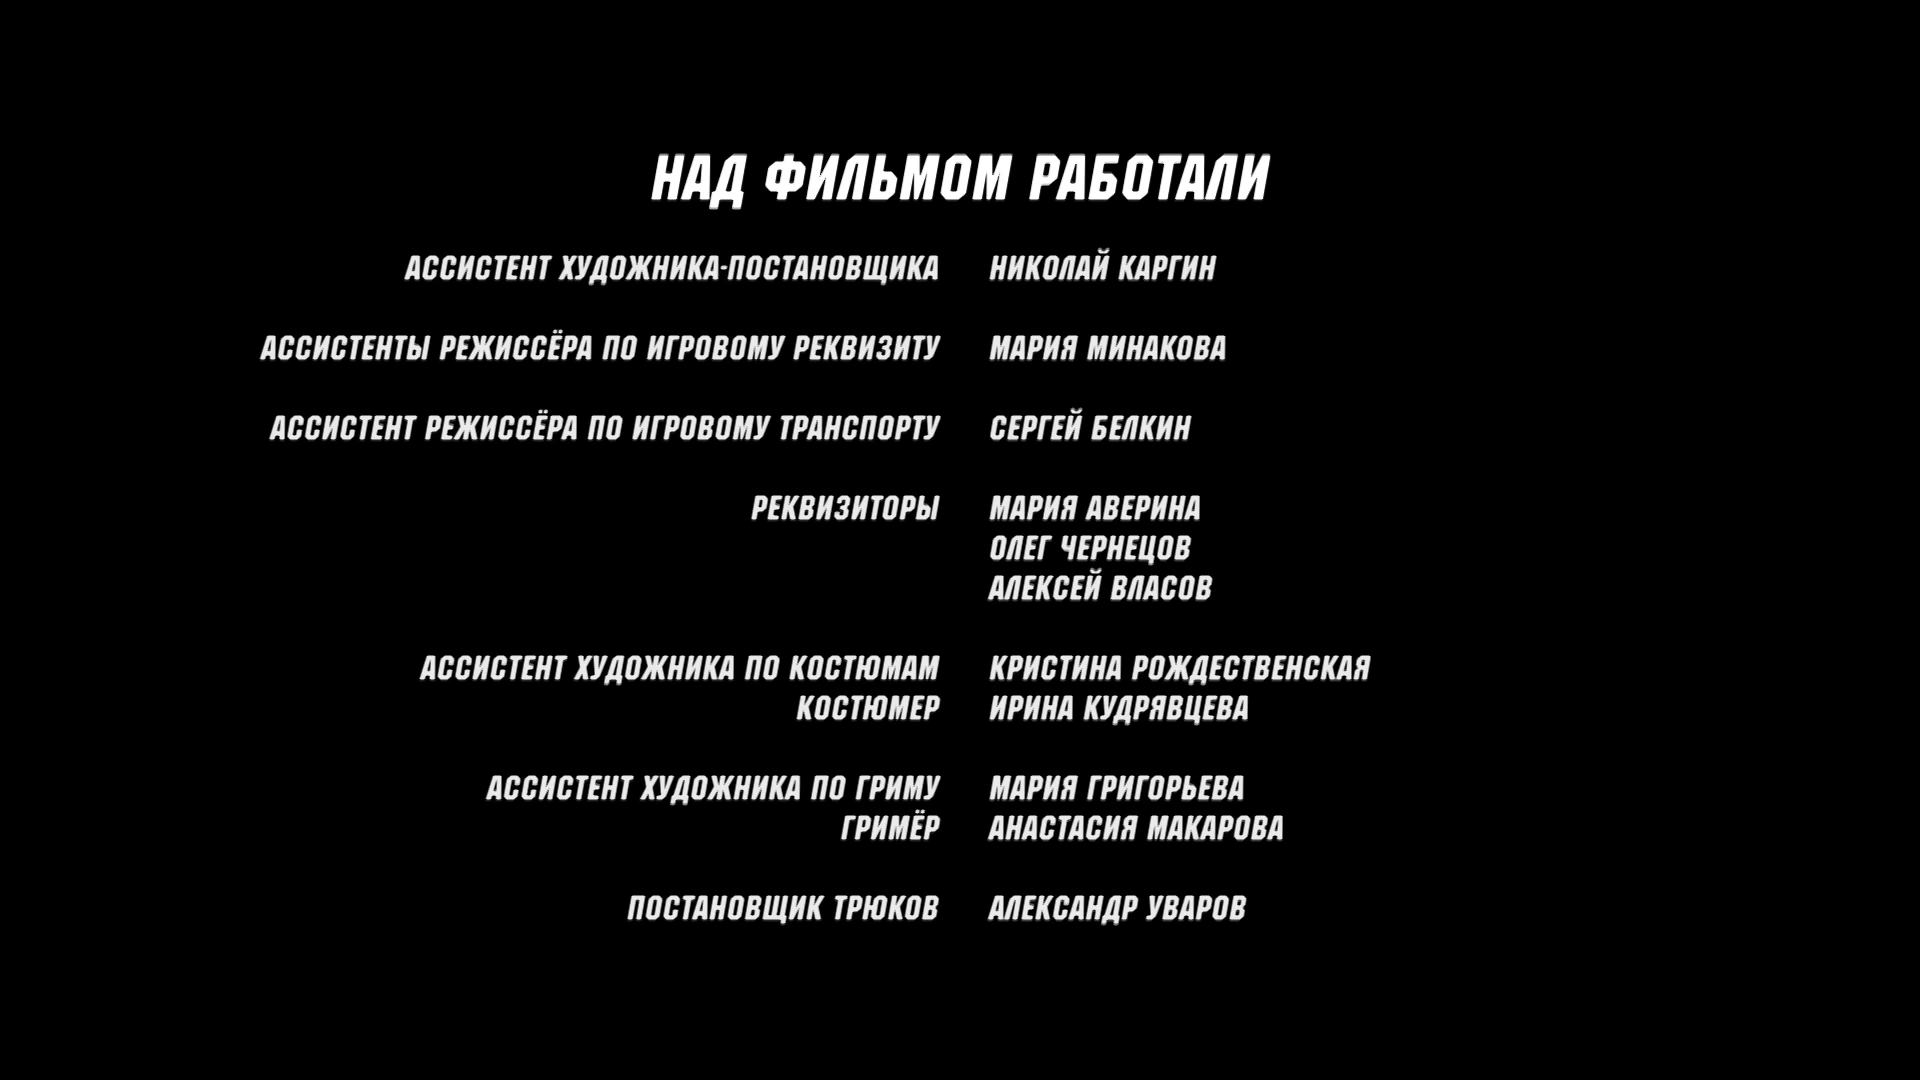 НАД ФИЛЬМОМ РАБОТАЛИ
АССИСТЕНТ ХУДОЖНИКА-ПОСТАНОВЩИКА НИКОЛАЙ КАРГИН
АССИСТЕНТЫ РЕЖИССЁРА ПО ИГРОВОМУ РЕКВИЗИТУ МАРИЯ МИНАКОВА
АССИСТЕНТ РЕЖИССЁРА ПО ИГРОВОМУ ТРАНСПОРТУ СЕРГЕЙ БЕЛКИН
РЕКВИЗИТОРЫ МАРИЯ АВЕРИНА
ОЛЕГ ЧЕРНЕЦОВ
АЛЕКСЕЙ ВЛАСОВ
АССИСТЕНТ ХУДОЖНИКА ПО КОСТЮМАМ КРИСТИНА РОЖДЕСТВЕНСКАЯ
КОСТЮМЕР ИРИНА КУДРЯВЦЕВА
АССИСТЕНТ ХУДОЖНИКА ПО ГРИМУ МАРИЯ ГРИГОРЬЕВА
ГРИМЁР АНАСТАСИЯ МАКАРОВА
ПОСТАНОВЩИК ТРЮКОВ АЛЕКСАНДР УВАРОВ